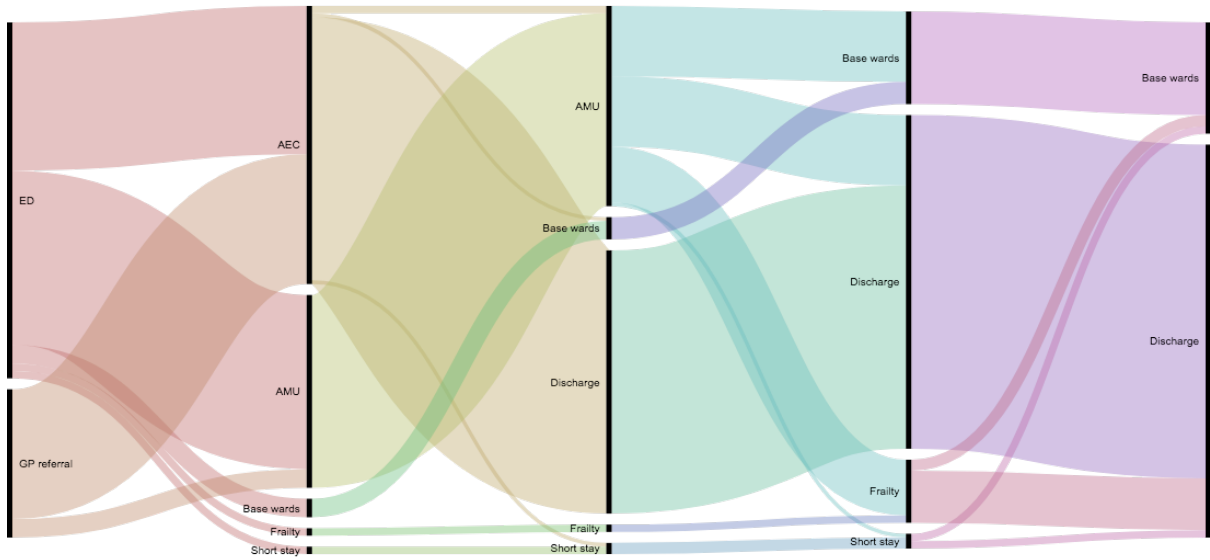 ED
GP referral
AEC
AMU
Base wards
Frailty
Short stay
AMU
Base wards
Discharge
Frailty
Short stay
Base wards
Discharge
Frailty
Short stay
Base wards
Discharge